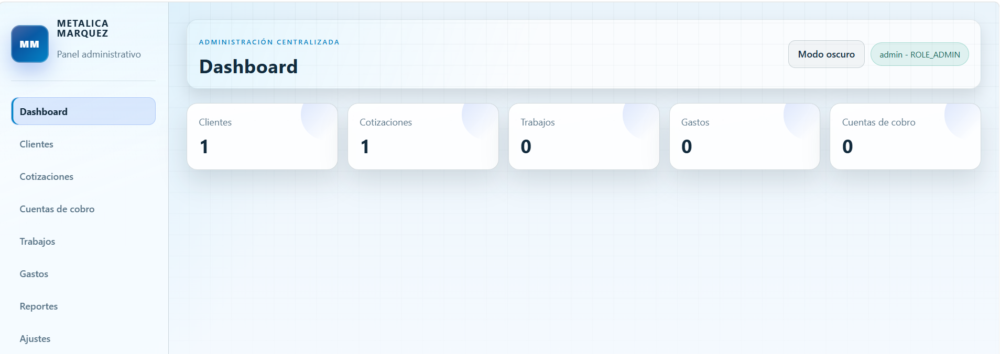 METALICA
MARQUEZ
MM
Panel administrativo
Dashboard
Clientes
Cotizaciones
Cuentas de cobro
Trabajos
Gastos
Reportes
Ajustes
ADMINISTRACIÓN CENTRALIZADA
Dashboard
Modo oscuro
admin - ROLE_ADMIN
Clientes
1
Cotizaciones
1
Trabajos
0
Gastos
0
Cuentas de cobro
0